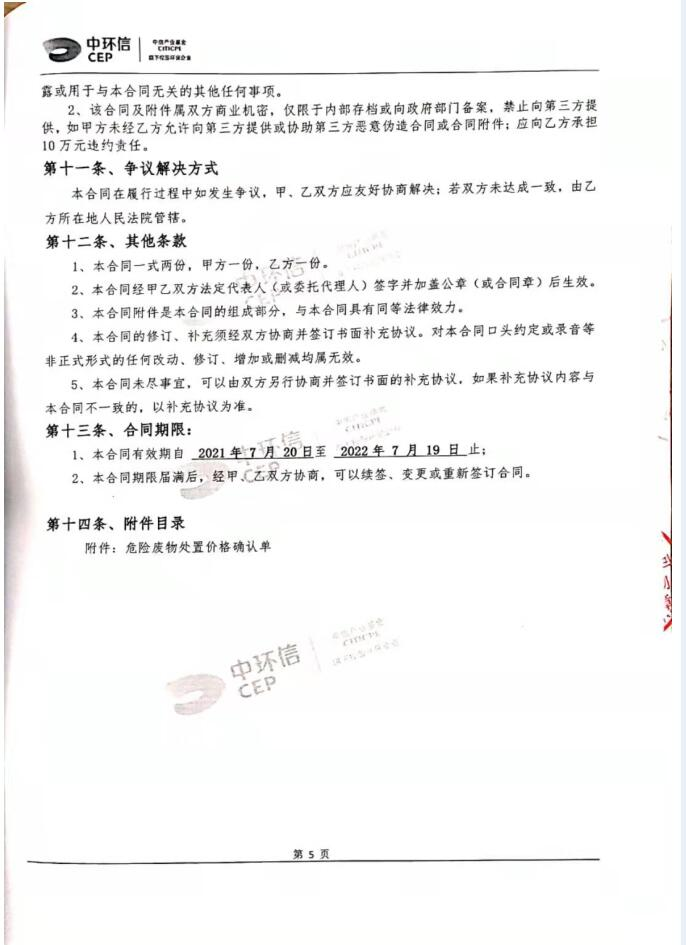 中环信
CEP
中信产业基金
CITICPE
旗下控股环保企业
露或用于与本合同无关的其他任何事项。
2、该合同及附件属双方商业机密，仅限于内部存档或向政府部门备案，禁止向第三方提
供，如甲方未经乙方允许向第三方提供或协助第三方恶意伪造合同或合同附件；应向乙方承担
10 万元违约责任。
第十一条、争议解决方式
本合同在履行过程中如发生争议，甲、乙双方应友好协商解决；若双方未达成一致，由乙
方所在地人民法院管辖。
第十二条、其他条款
1、本合同一式两份，甲方一份，乙方一份。
2、本合同经甲乙双方法定代表人（或委托代理人）签字并加盖公章（或合同章）后生效。
3、本合同附件是本合同的组成部分，与本合同具有同等法律效力。
4、本合同的修订、补充须经双方协商并签订书面补充协议。对本合同口头约定或录音等
非正式形式的任何改动、修订、增加或删减均属无效。
5、本合同未尽事宜，可以由双方另行协商并签订书面的补充协议，如果补充协议内容与
本合同不一致的，以补充协议为准。
第十三条、合同期限：
1、本合同有效期自 2021 年 7 月 20 日至 2022 年 7 月 19 日 止；
2、本合同期限届满后，经甲、乙双方协商，可以续签、变更或重新签订合同。
第十四条、附件目录
附件：危险废物处置价格确认单
中环信
CEP
第 5 页